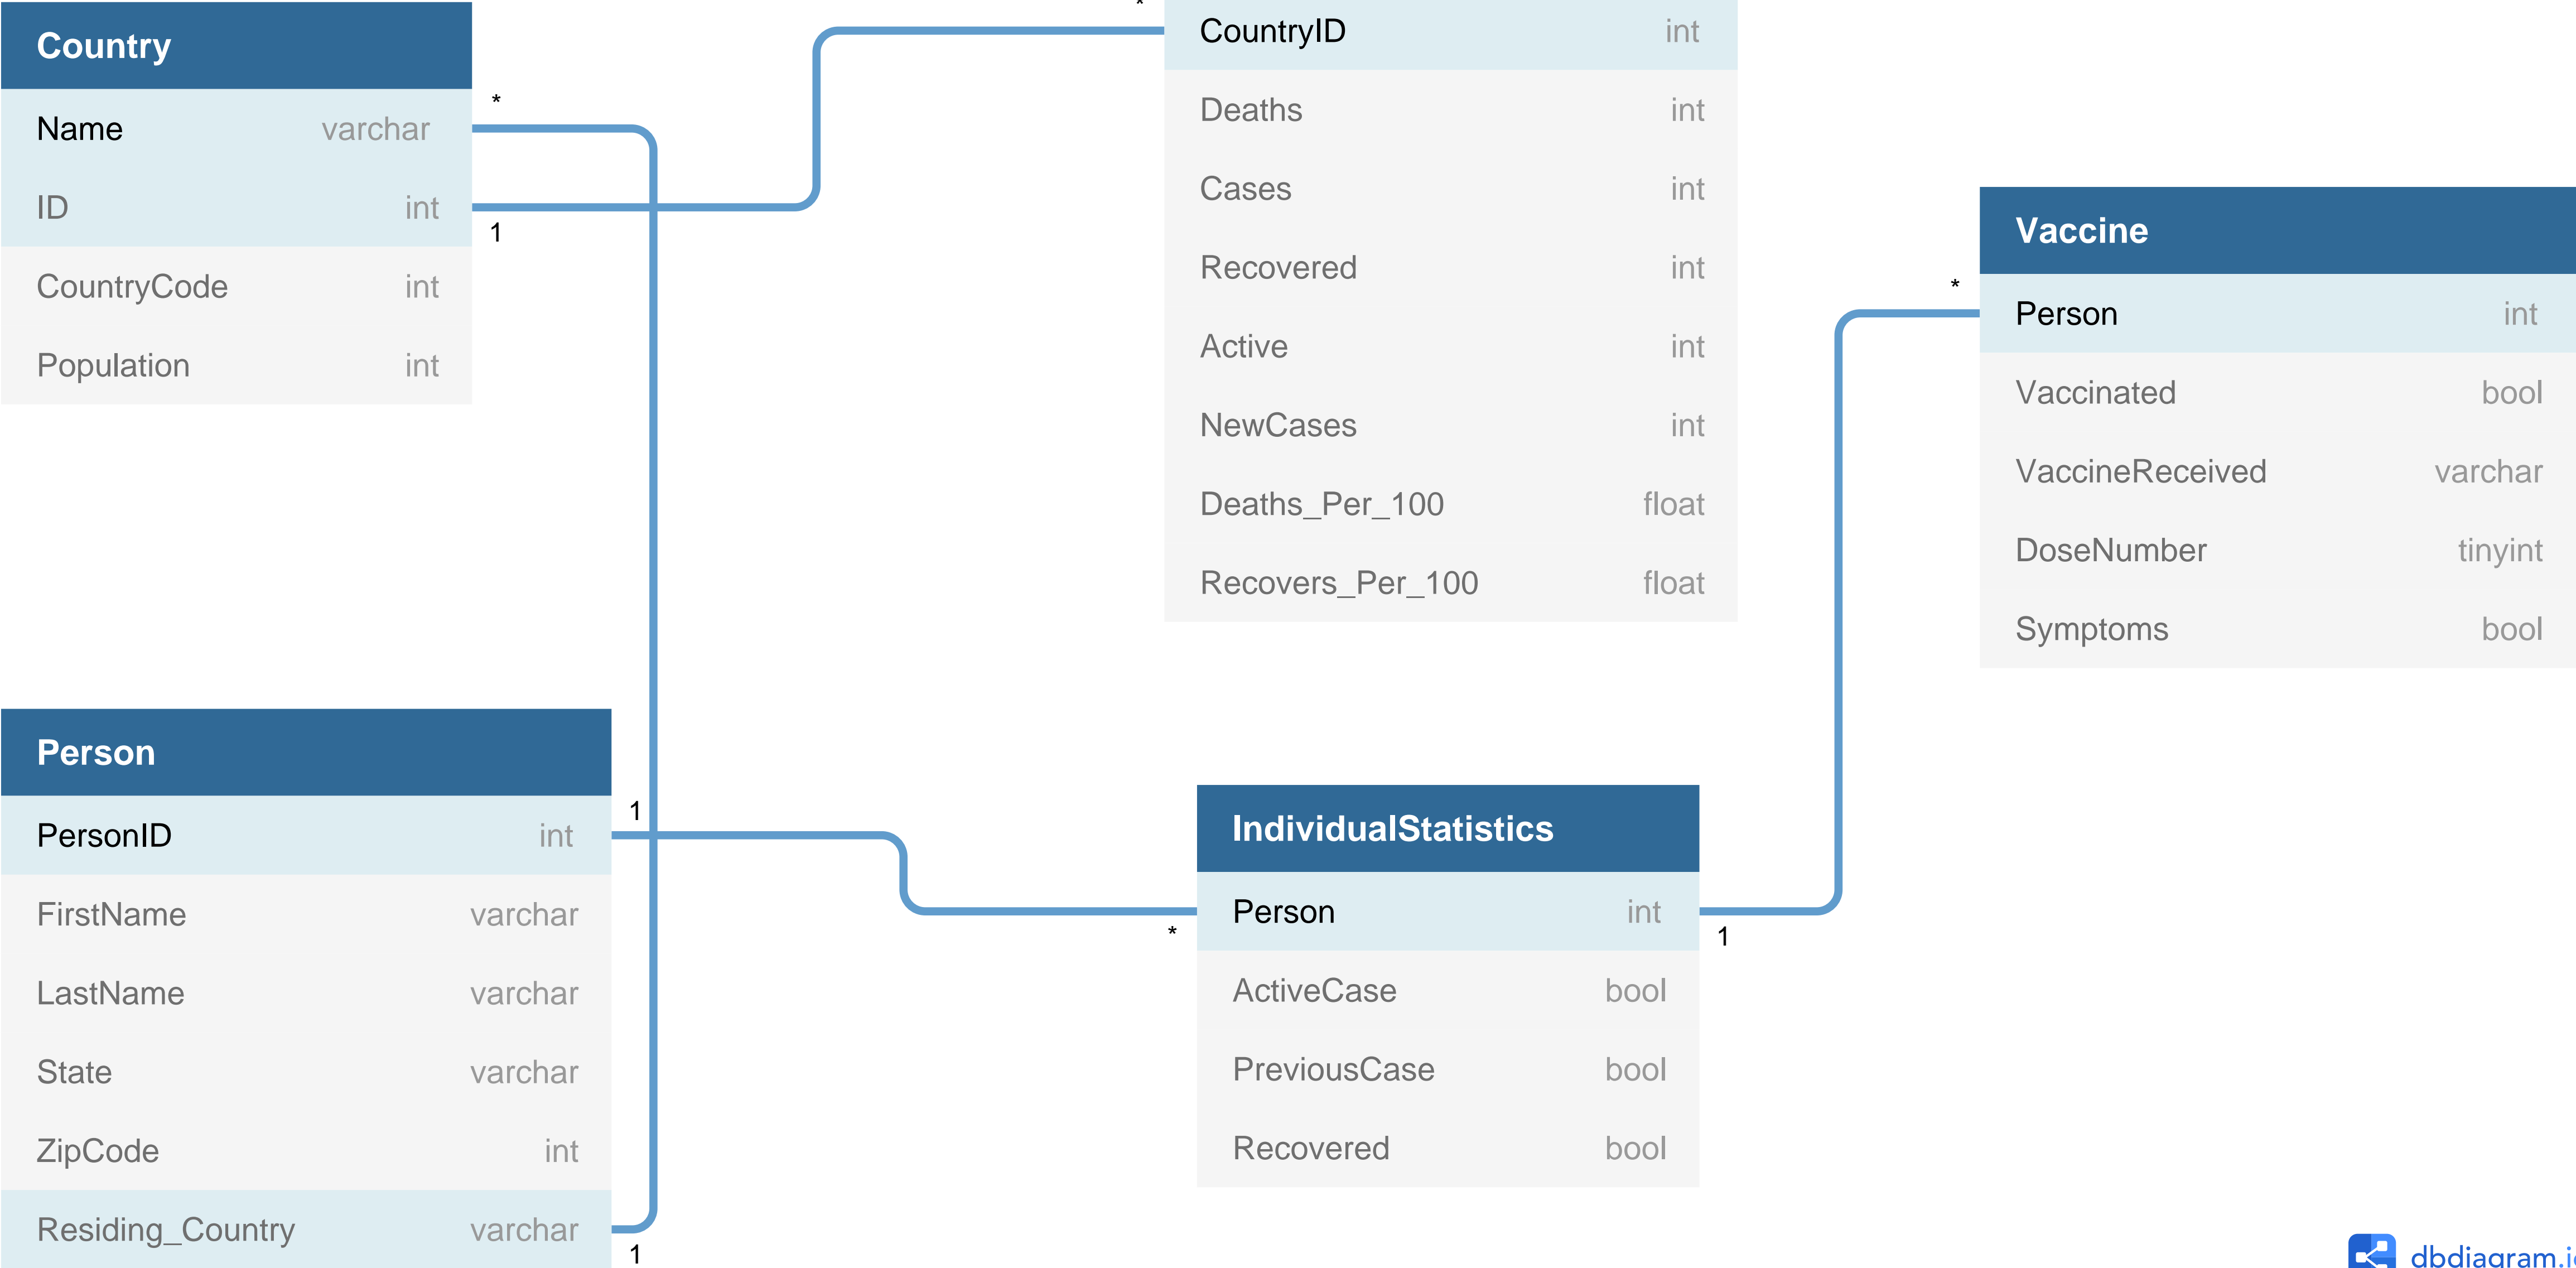 Country
*
Name varchar
ID int
1
CountryCode int
Population int
*
CountryID int
Deaths int
Cases int
Recovered int
Active int
NewCases int
Deaths_Per_100 float
Recovers_Per_100 float
Vaccine
*
Person int
Vaccinated bool
VaccineReceived varchar
DoseNumber tinyint
Symptoms bool
Person
1
PersonID int
FirstName varchar
LastName varchar
State varchar
ZipCode int
Residing_Country varchar
1
IndividualStatistics
Person int
*
1
ActiveCase bool
PreviousCase bool
Recovered bool
dbdiagram.io